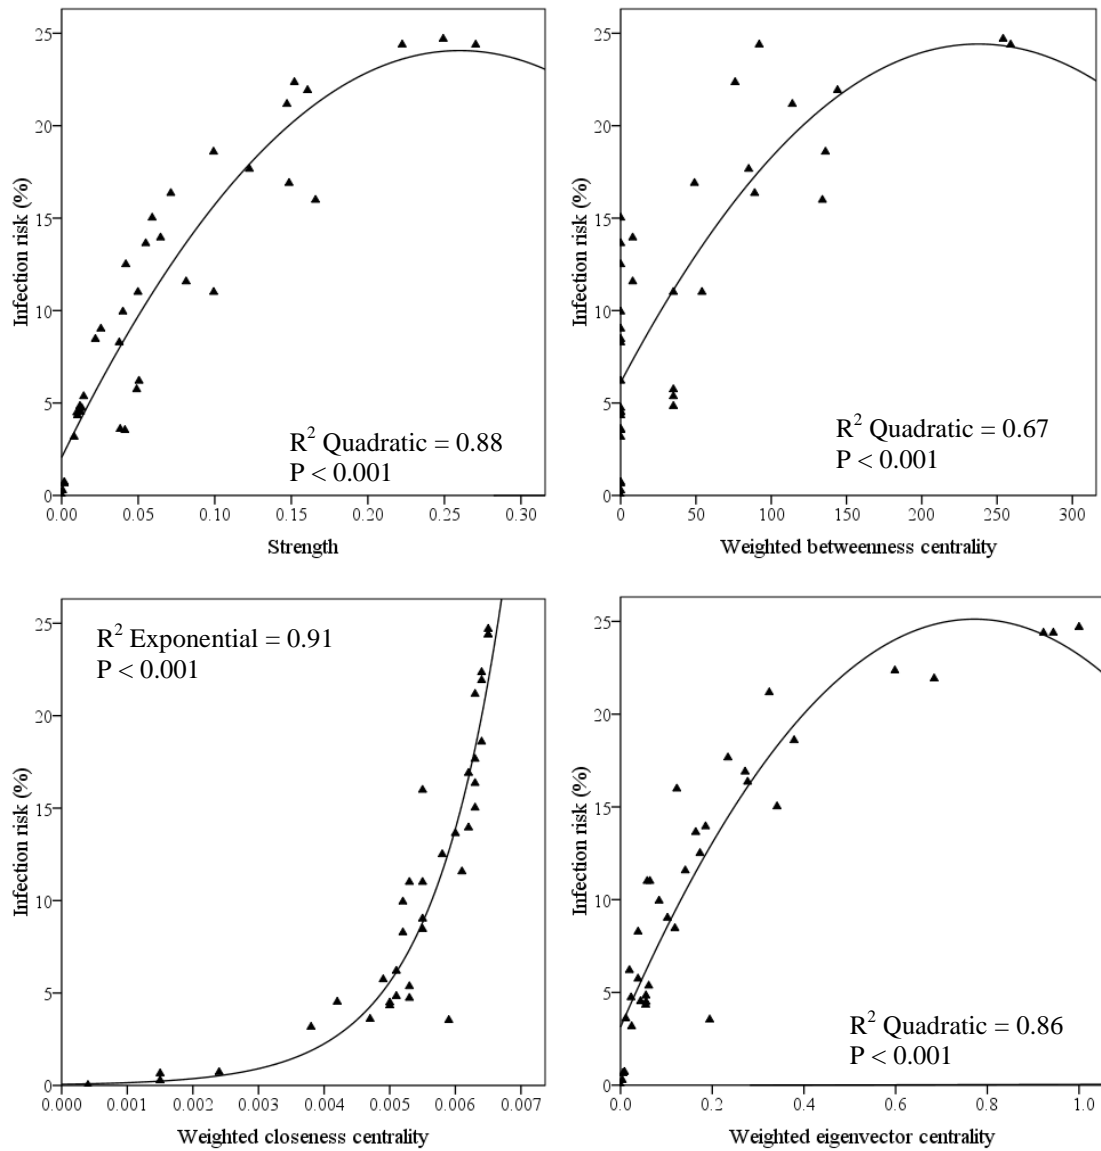 Infection risk (%)
25
20
15
10
5
0
R² Quadratic = 0.88
P < 0.001
0.00 0.05 0.10 0.15 0.20 0.25 0.30
Strength
Infection risk (%)
25
20
15
10
5
0
R² Quadratic = 0.67
P < 0.001
0 50 100 150 200 250 300
Weighted betweenness centrality
Infection risk (%)
25
20
15
10
5
0
R² Exponential = 0.91
P < 0.001
0.000 0.001 0.002 0.003 0.004 0.005 0.006 0.007
Weighted closeness centrality
Infection risk (%)
25
20
15
10
5
0
R² Quadratic = 0.86
P < 0.001
0.0 0.2 0.4 0.6 0.8 1.0
Weighted eigenvector centrality